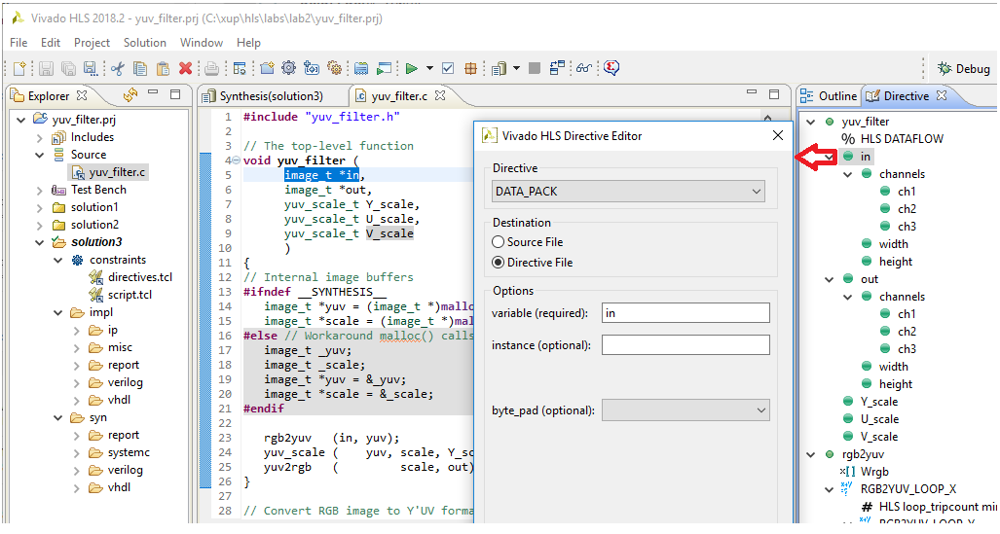 Vivado HLS 2018.2 - yuv_filter.prj (C:\xup\hls\labs\lab2\yuv_filter.prj)
File Edit Project Solution Window Help
Debug
Explorer
yuv_filter.prj
Includes
Source
yuv_filter.c
Test Bench
solution1
solution2
solution3
constraints
directives.tcl
script.tcl
impl
ip
misc
report
verilog
vhdl
syn
report
systemc
verilog
vhdl
Synthesis(solution3) yuv_filter.c
1 #include "yuv_filter.h"
2
3 // The top-level function
4 void yuv_filter (
5 image_t *in,
6 image_t *out,
7 yuv_scale_t Y_scale,
8 yuv_scale_t U_scale,
9 yuv_scale_t V_scale
10 )
11 {
12 // Internal image buffers
13 #ifndef __SYNTHESIS__
14 image_t *yuv = (image_t *)mallo
15 image_t *scale = (image_t *)mal
16 #else // Workaround malloc() calls
17 image_t _yuv;
18 image_t _scale;
19 image_t *yuv = &_yuv;
20 image_t *scale = &_scale;
21 #endif
22
23 rgb2yuv (in, yuv);
24 yuv_scale ( yuv, scale, Y_sc
25 yuv2rgb ( scale, out)
26 }
27
28 // Convert RGB image to Y'UV forma
Vivado HLS Directive Editor
Directive
DATA_PACK
Destination
Source File
Directive File
Options
variable (required): in
instance (optional):
byte_pad (optional):
Outline Directive
yuv_filter
% HLS DATAFLOW
in
channels
ch1
ch2
ch3
width
height
out
channels
ch1
ch2
ch3
width
height
Y_scale
U_scale
V_scale
rgb2yuv
×[] Wrgb
RGB2YUV_LOOP_X
# HLS loop_tripcount min
RGB2YUV_LOOP_Y